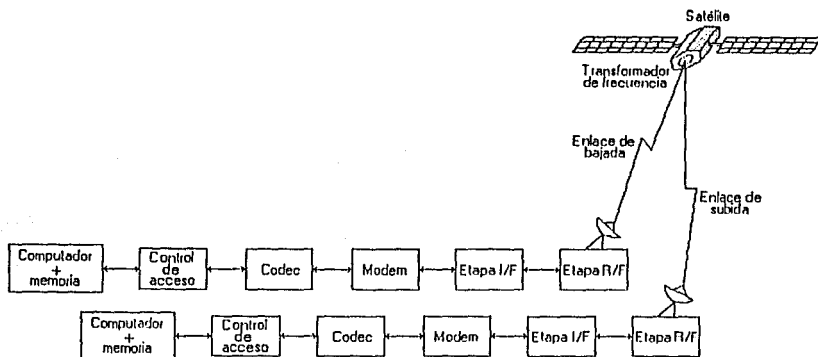 Satélite
Transformador
de frecuencia
Enlace de
bajada
Enlace de
subida
Computador
+
memoria
Control
de
acceso
Codec
Modem
Etapa I/F
Etapa R/F
Computador
+
memoria
Control
de
acceso
Codec
Modem
Etapa I/F
Etapa R/F